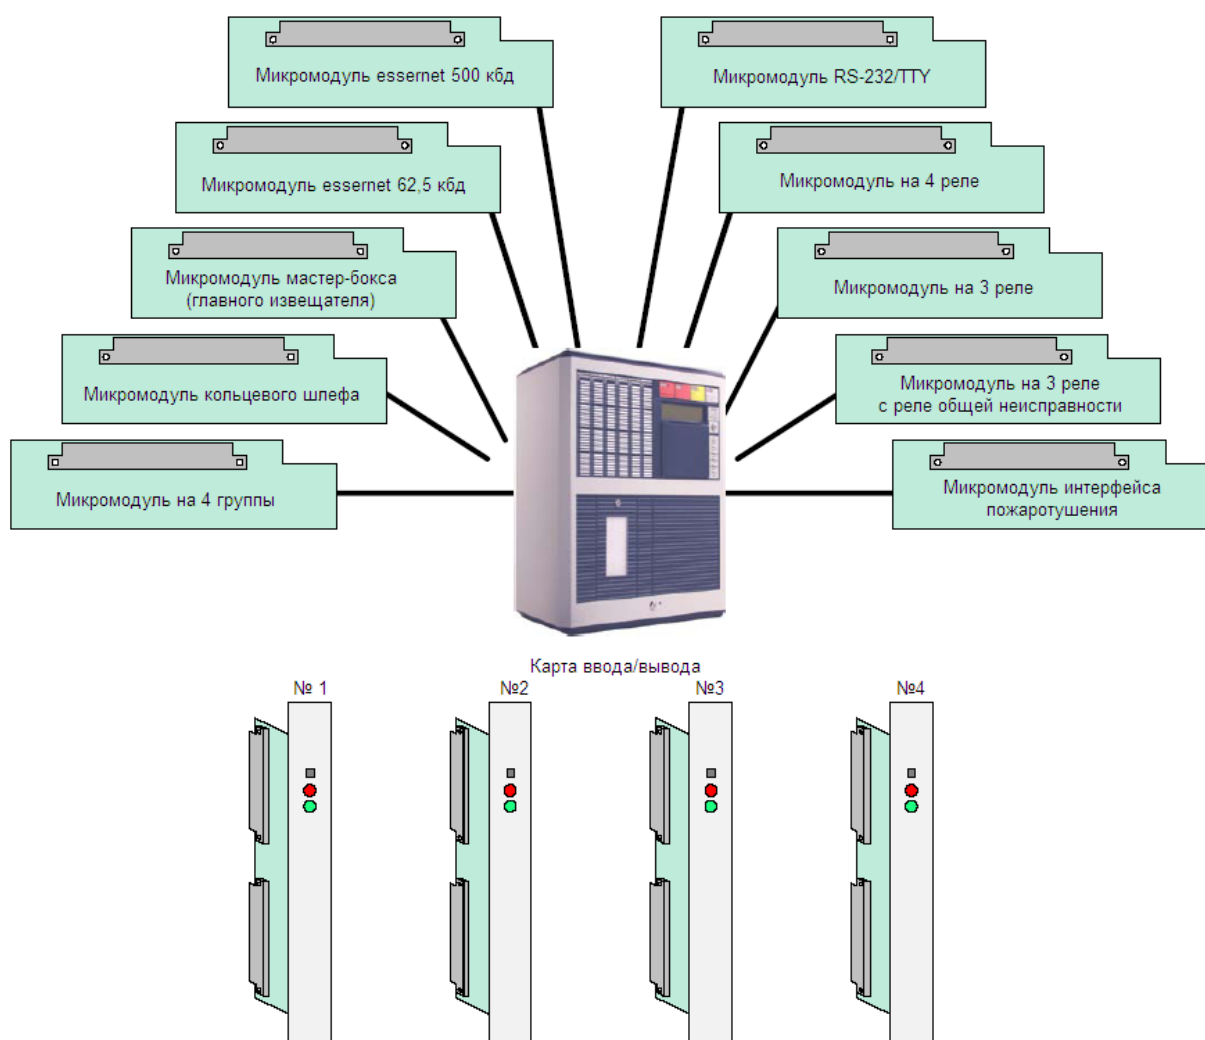 Микромодуль essernet 500 кбд
Микромодуль RS-232/TTY
Микромодуль essernet 62,5 кбд
Микромодуль на 4 реле
Микромодуль мастер-бокса
(главного извещателя)
Микромодуль на 3 реле
Микромодуль кольцевого шлефа
Микромодуль на 3 реле
с реле общей неисправности
Микромодуль на 4 группы
Микромодуль интерфейса
пожаротушения
Карта ввода/вывода
№ 1
№2
№3
№4